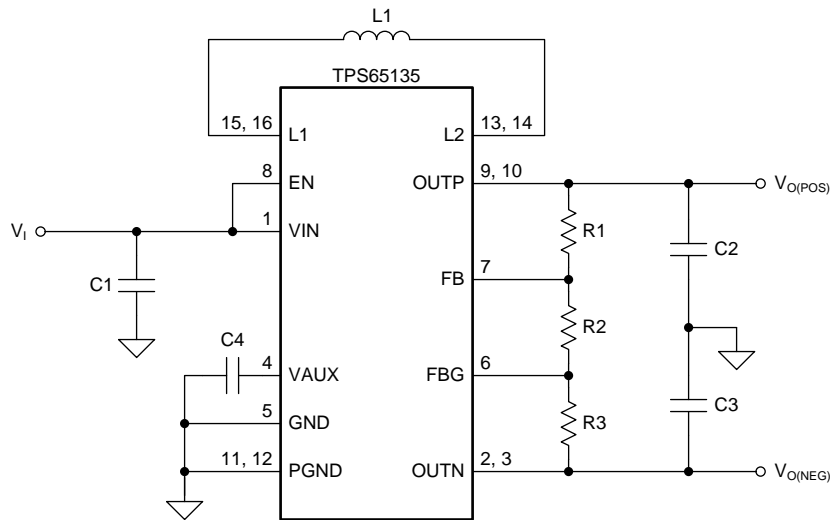 L1
TPS65135
15, 16
L1
L2
13, 14
8
EN
OUTP
9, 10
V_O(POS)
V_I
1
VIN
R1
C1
C2
FB
7
R2
C4
4
VAUX
FBG
6
5
GND
R3
C3
11, 12
PGND
OUTN
2, 3
V_O(NEG)